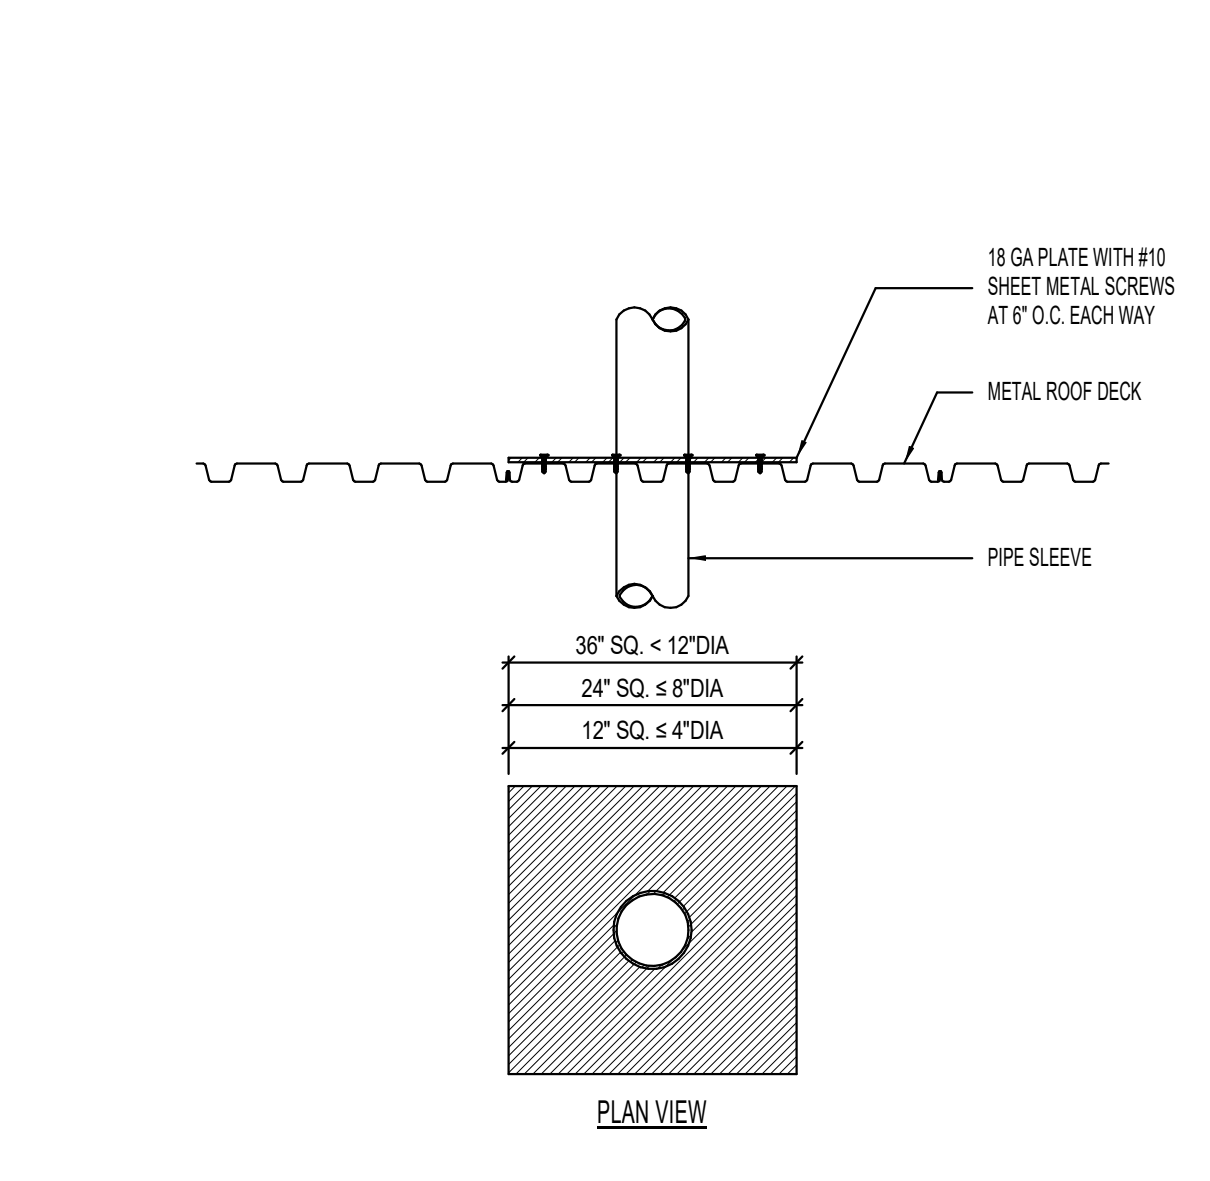 18 GA PLATE WITH #10
SHEET METAL SCREWS
AT 6" O.C. EACH WAY
METAL ROOF DECK
PIPE SLEEVE
36" SQ. < 12"DIA
24" SQ. ≤ 8"DIA
12" SQ. ≤ 4"DIA
PLAN VIEW